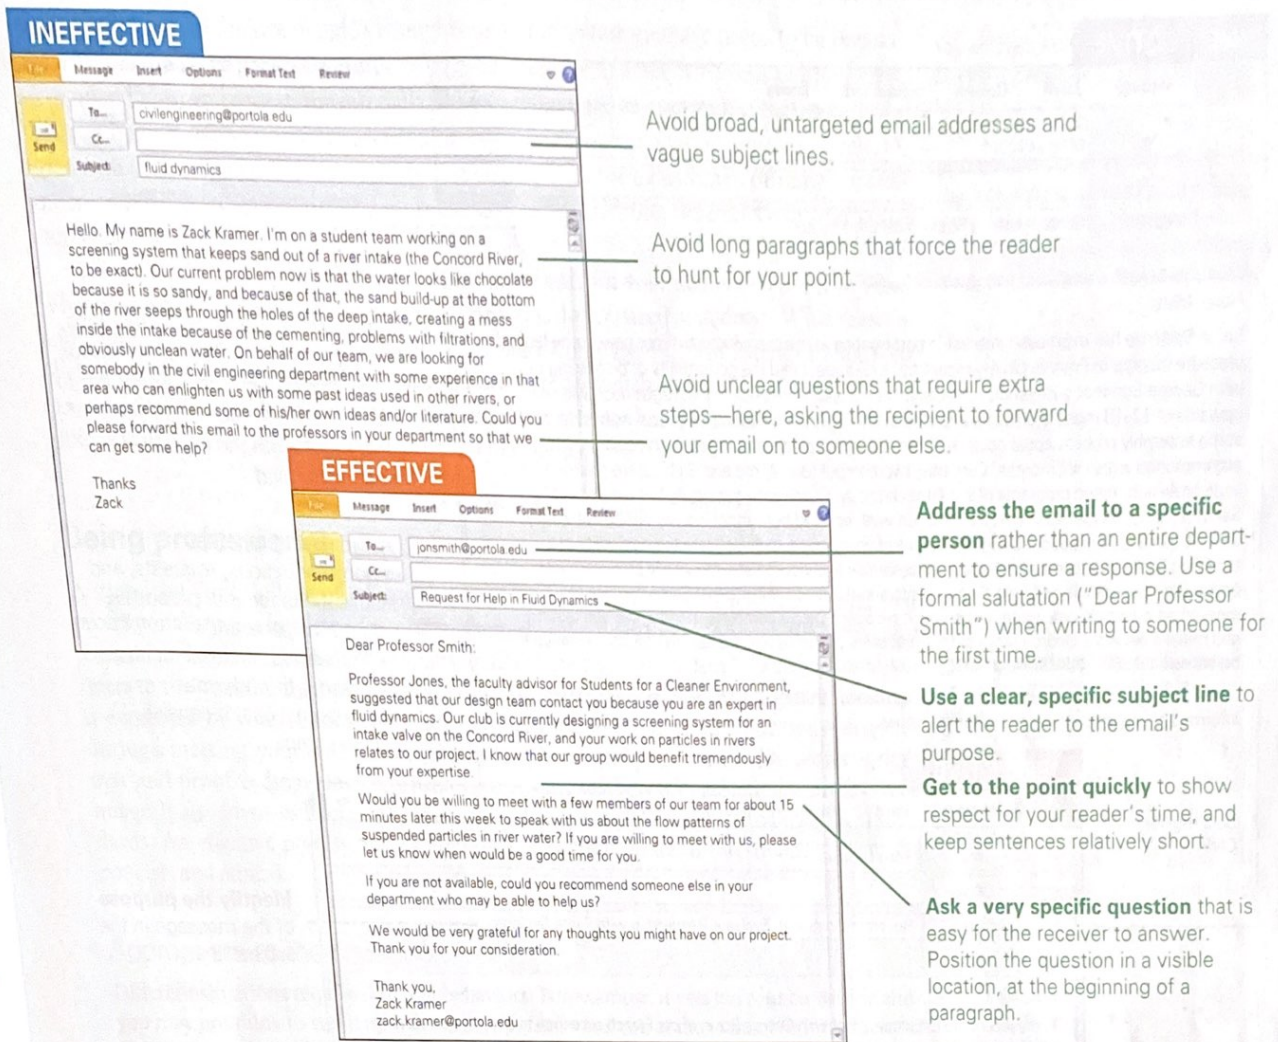 INEFFECTIVE
File Message Insert Options Format Text Review
To... civilengineering@portola.edu
Cc...
Send
Subject: fluid dynamics
Hello. My name is Zack Kramer. I'm on a student team working on a
screening system that keeps sand out of a river intake (the Concord River,
to be exact). Our current problem now is that the water looks like chocolate
because it is so sandy, and because of that, the sand build-up at the bottom
of the river seeps through the holes of the deep intake, creating a mess
inside the intake because of the cementing, problems with filtrations, and
obviously unclean water. On behalf of our team, we are looking for
somebody in the civil engineering department with some experience in that
area who can enlighten us with some past ideas used in other rivers, or
perhaps recommend some of his/her own ideas and/or literature. Could you
please forward this email to the professors in your department so that we
can get some help?
Thanks
Zack
Avoid broad, untargeted email addresses and
vague subject lines.
Avoid long paragraphs that force the reader
to hunt for your point.
Avoid unclear questions that require extra
steps—here, asking the recipient to forward
your email on to someone else.
EFFECTIVE
File Message Insert Options Format Text Review
To... jonsmith@portola.edu
Cc...
Send
Subject: Request for Help in Fluid Dynamics
Dear Professor Smith:
Professor Jones, the faculty advisor for Students for a Cleaner Environment,
suggested that our design team contact you because you are an expert in
fluid dynamics. Our club is currently designing a screening system for an
intake valve on the Concord River, and your work on particles in rivers
relates to our project. I know that our group would benefit tremendously
from your expertise.
Would you be willing to meet with a few members of our team for about 15
minutes later this week to speak with us about the flow patterns of
suspended particles in river water? If you are willing to meet with us, please
let us know when would be a good time for you.
If you are not available, could you recommend someone else in your
department who may be able to help us?
We would be very grateful for any thoughts you might have on our project.
Thank you for your consideration.
Thank you,
Zack Kramer
zack.kramer@portola.edu
Address the email to a specific
person rather than an entire depart-
ment to ensure a response. Use a
formal salutation ("Dear Professor
Smith") when writing to someone for
the first time.
Use a clear, specific subject line to
alert the reader to the email's
purpose.
Get to the point quickly to show
respect for your reader's time, and
keep sentences relatively short.
Ask a very specific question that is
easy for the receiver to answer.
Position the question in a visible
location, at the beginning of a
paragraph.